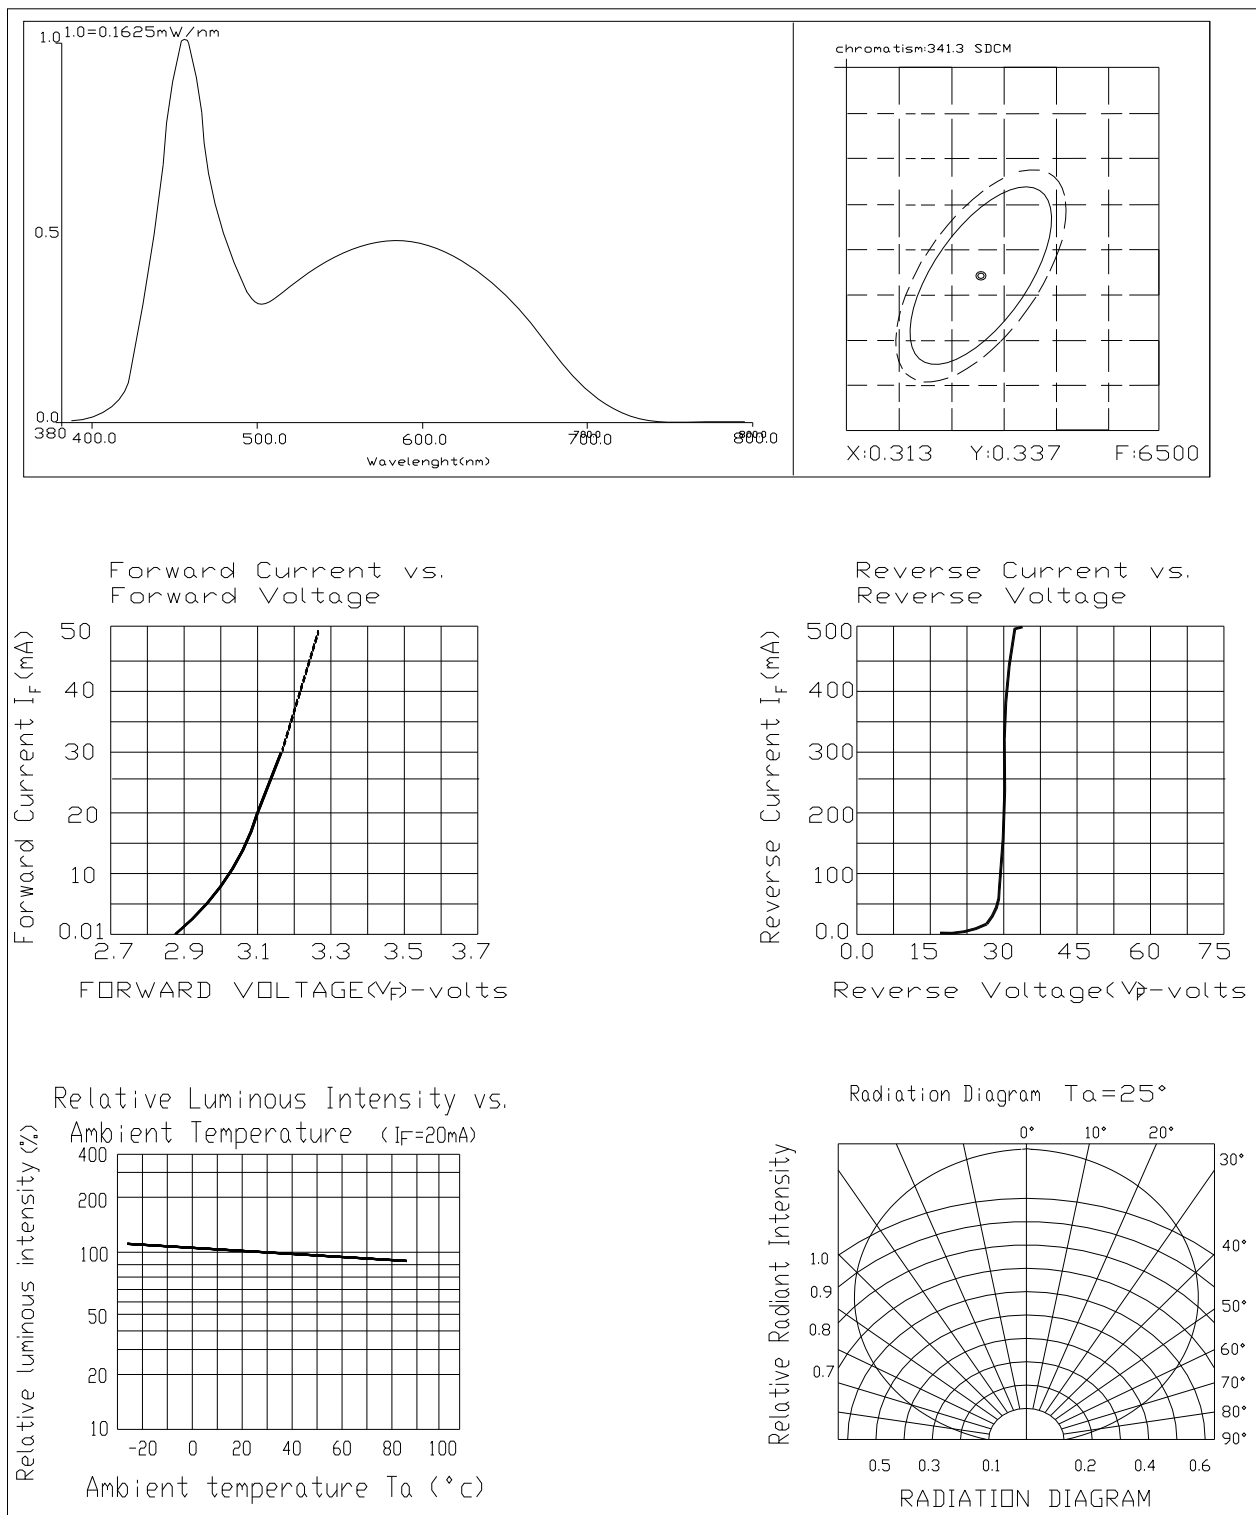 1.0=0.1625mW/nm
1.0
0.5
0.0
380 400.0 500.0 600.0 700.0 800.0
Wavelenght(nm)
chromatism:341.3 SDCM
X:0.313 Y:0.337 F:6500
Forward Current vs.
Forward Voltage
Forward Current IF(mA)
50
40
30
20
10
0.01
2.7 2.9 3.1 3.3 3.5 3.7
FORWARD VOLTAGE(VF)-volts
Reverse Current vs.
Reverse Voltage
Reverse Current IF(mA)
500
400
300
200
100
0.0
0.0 15 30 45 60 75
Reverse Voltage(VF)-volts
Relative Luminous Intensity vs.
Ambient Temperature (IF=20mA)
Relative luminous intensity(%)
400
200
100
50
20
10
-20 0 20 40 60 80 100
Ambient temperature Ta (°c)
Radiation Diagram Ta=25°
Relative Radiant Intensity
0° 10° 20°
30°
40°
50°
60°
70°
80°
90°
1.0
0.9
0.8
0.7
0.5 0.3 0.1 0.2 0.4 0.6
RADIATION DIAGRAM